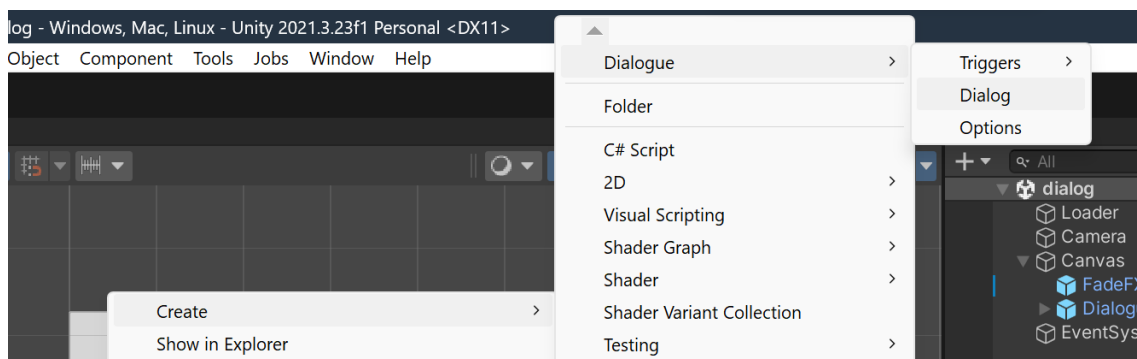 log - Windows, Mac, Linux - Unity 2021.3.23f1 Personal <DX11>
Object Component Tools Jobs Window Help
Dialogue
Triggers
Dialog
Options
Folder
C# Script
2D
Visual Scripting
Shader Graph
Shader
Shader Variant Collection
Testing
Create
Show in Explorer
All
dialog
Loader
Camera
Canvas
FadeFX
Dialog
EventSys